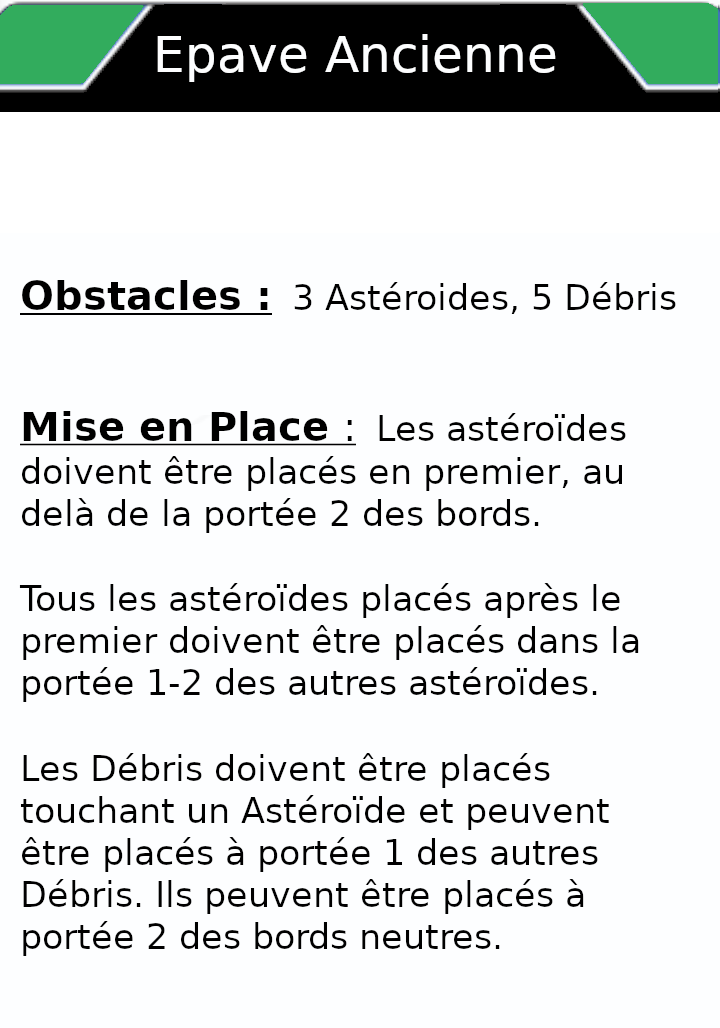 Epave Ancienne
Obstacles : 3 Astéroides, 5 Débris
Mise en Place : Les astéroïdes
doivent être placés en premier, au
delà de la portée 2 des bords.
Tous les astéroïdes placés après le
premier doivent être placés dans la
portée 1-2 des autres astéroïdes.
Les Débris doivent être placés
touchant un Astéroïde et peuvent
être placés à portée 1 des autres
Débris. Ils peuvent être placés à
portée 2 des bords neutres.